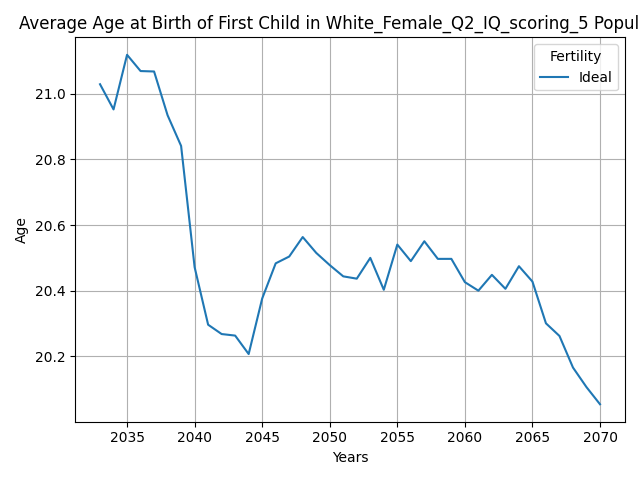 Average Age at Birth of First Child in White_Female_Q2_IQ_scoring_5 Popul
Fertility
Ideal
21.0
20.8
20.6
20.4
20.2
Age
2035 2040 2045 2050 2055 2060 2065 2070
Years